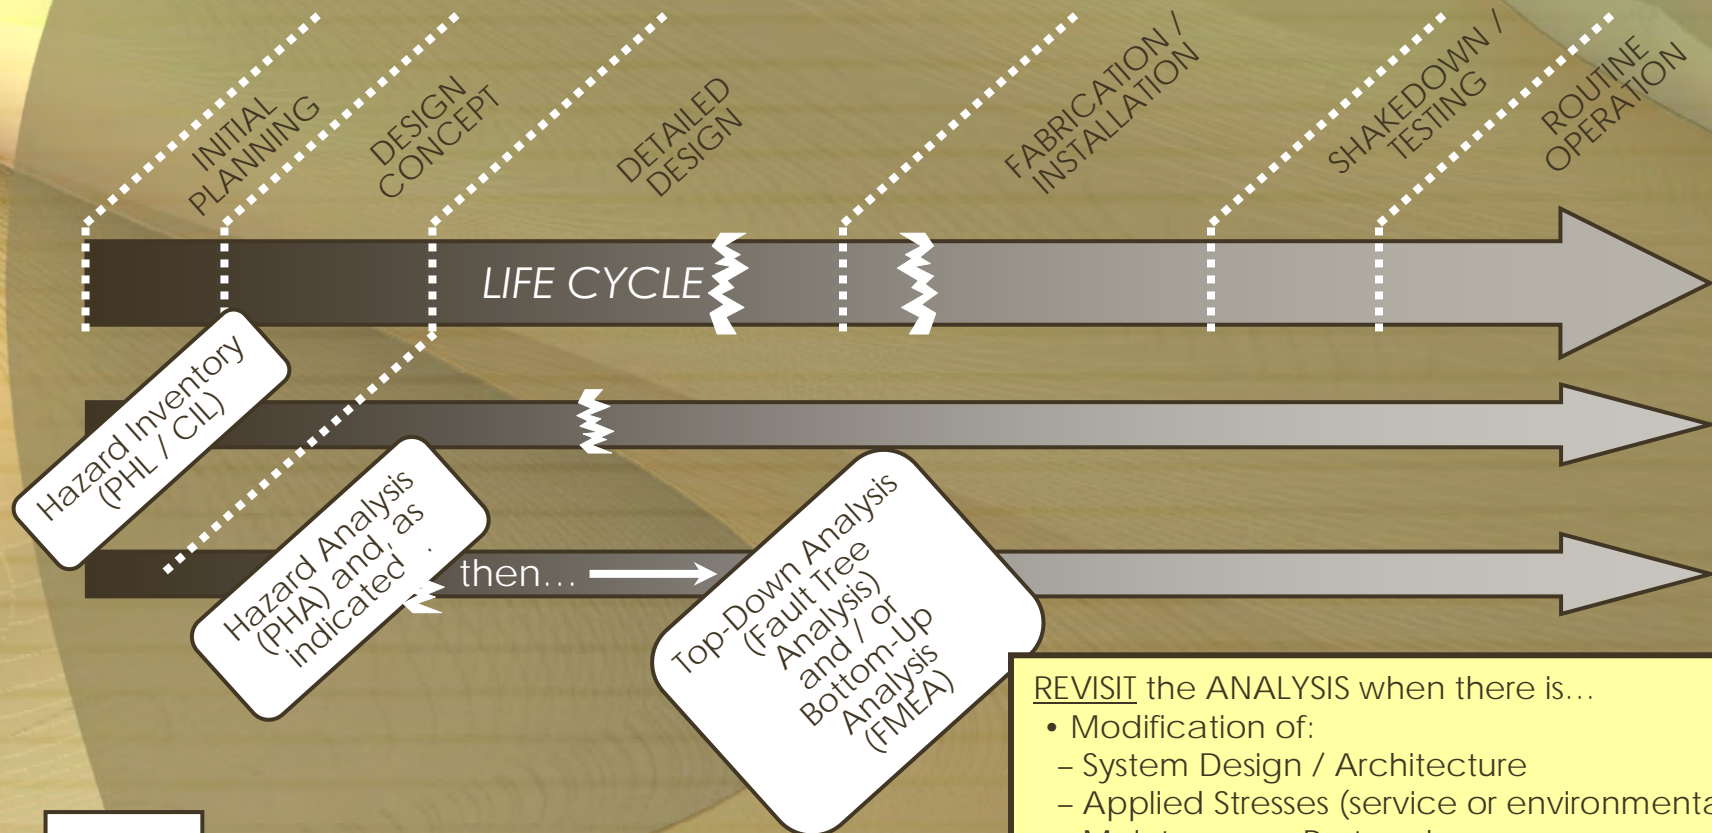 INITIAL
PLANNING
DESIGN
CONCEPT
DETAILED
DESIGN
FABRICATION /
INSTALLATION
SHAKEDOWN /
TESTING
ROUTINE
OPERATION
LIFE CYCLE
Hazard Inventory
(PHL / CIL)
Hazard Analysis
(PHA) and, as
indicated .
then…
Top-Down Analysis
(Fault Tree
Analysis)
and / or
Bottom-Up
Analysis
(FMEA)
REVISIT the ANALYSIS when there is…
• Modification of:
– System Design / Architecture
– Applied Stresses (service or environmenta